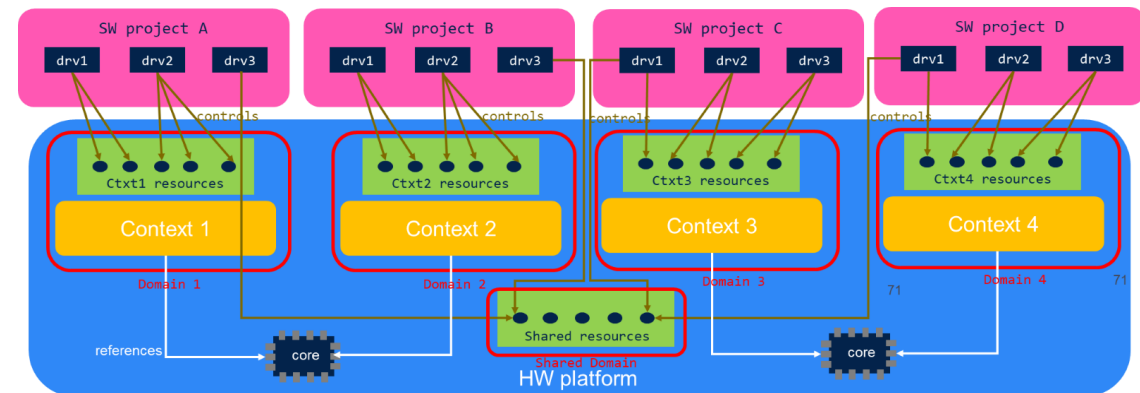 SW project A
drv1
drv2
drv3
SW project B
drv1
drv2
drv3
SW project C
drv1
drv2
drv3
SW project D
drv1
drv2
drv3
controls
controls
controls
controls
Ctxt1 resources
Ctxt2 resources
Ctxt3 resources
Ctxt4 resources
Context 1
Context 2
Context 3
Context 4
Domain 1
Domain 2
Domain 3
Domain 4
71
71
Shared resources
references
core
core
Shared Domain
HW platform